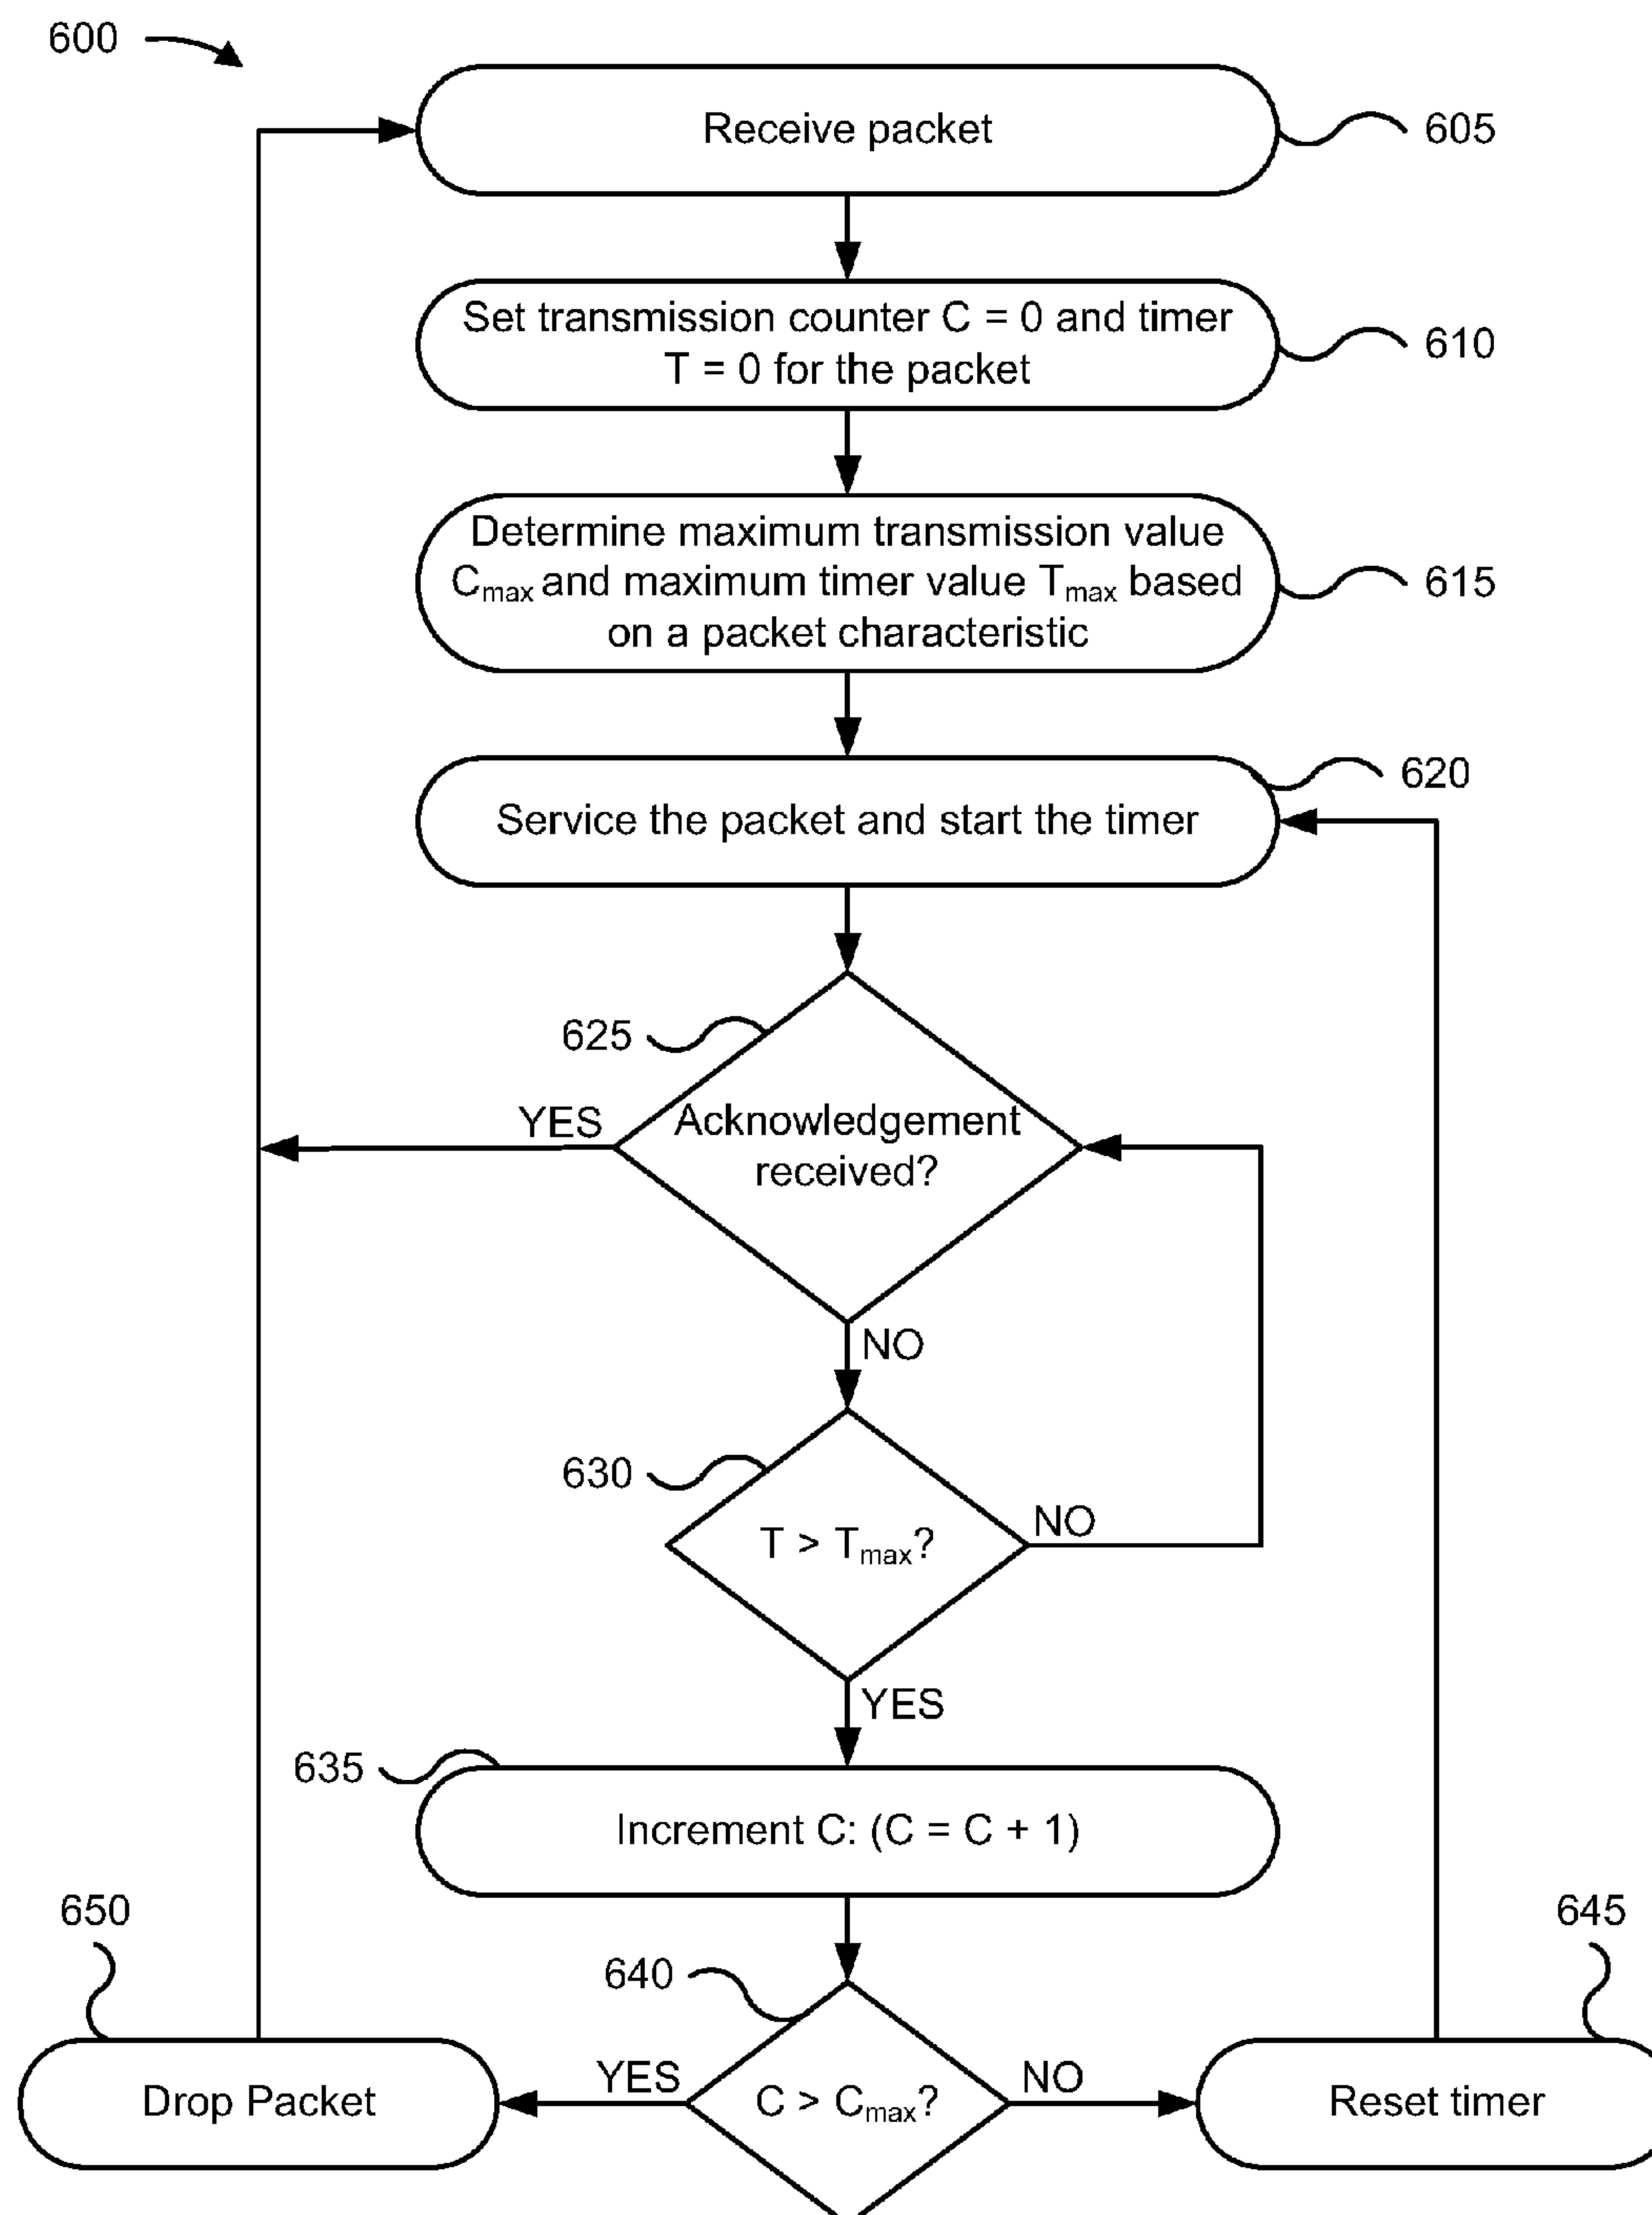 600
Receive packet
605
Set transmission counter C = 0 and timer
T = 0 for the packet
610
Determine maximum transmission value
Cmax and maximum timer value Tmax based
on a packet characteristic
615
620
Service the packet and start the timer
625
YES
Acknowledgement
received?
NO
630
T > Tmax?
NO
YES
635
Increment C: (C = C + 1)
650
645
640
YES
NO
Drop Packet
C > Cmax?
Reset timer